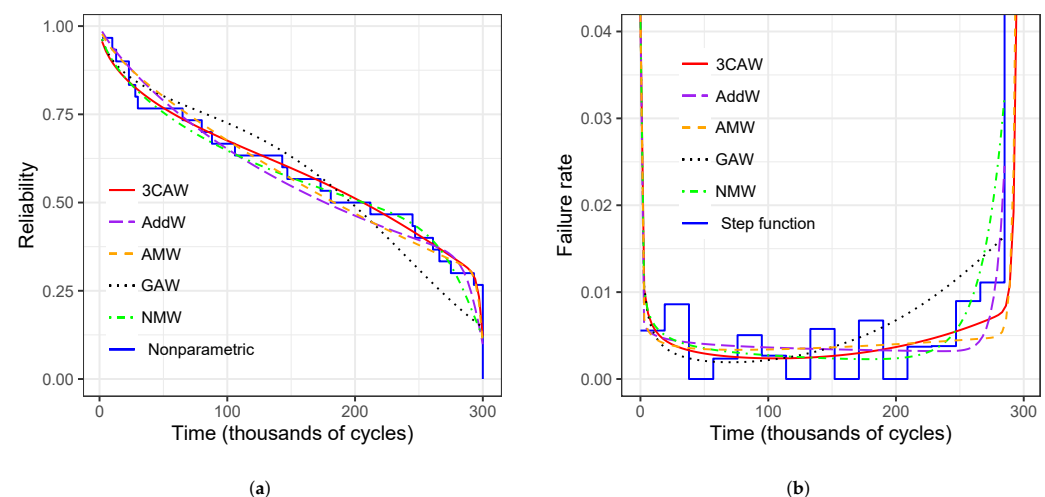 1.00
0.75
0.50
0.25
0.00
Reliability
3CAW
AddW
AMW
GAW
NMW
Nonparametric
0
100
200
300
Time (thousands of cycles)
(a)
0.04
0.03
0.02
0.01
0.00
Failure rate
3CAW
AddW
AMW
GAW
NMW
Step function
0
100
200
300
Time (thousands of cycles)
(b)